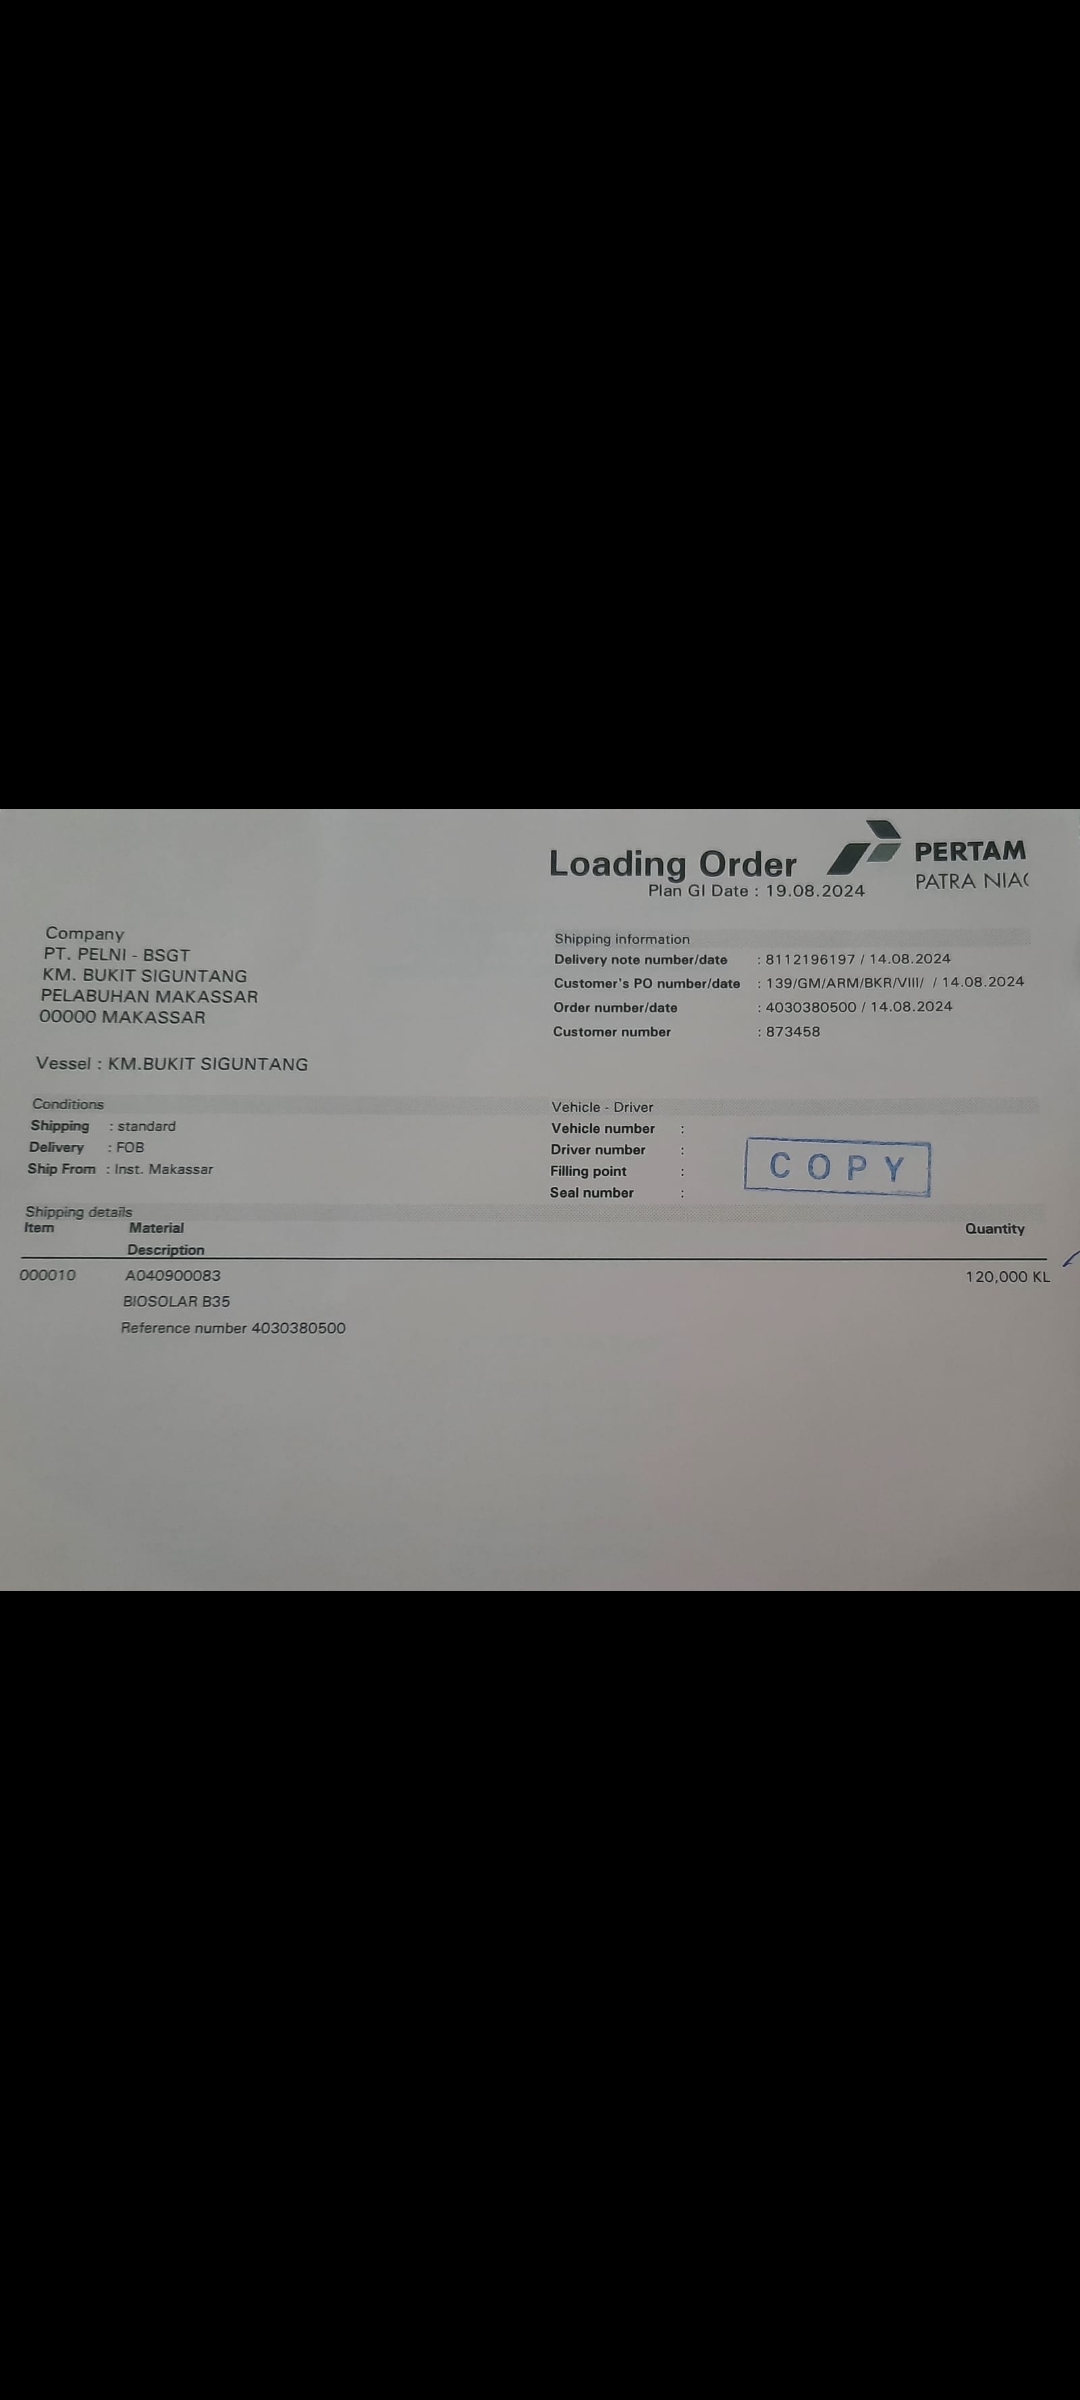 Loading Order
PERTAM
PATRA NIA
Plan GI Date : 19.08.2024
Company
PT. PELNI - BSGT
KM. BUKIT SIGUNTANG
PELABUHAN MAKASSAR
00000 MAKASSAR
Vessel : KM.BUKIT SIGUNTANG
Shipping information
Delivery note number/date : 8112196197 / 14.08.2024
Customer's PO number/date : 139/GM/ARM/BKR/VIII/ / 14.08.2024
Order number/date : 4030380500 / 14.08.2024
Customer number : 873458
Conditions
Shipping : standard
Delivery : FOB
Ship From : Inst. Makassar
Vehicle - Driver
Vehicle number :
Driver number :
Filling point :
Seal number :
COPY
Shipping details
Item Material Quantity
Description
000010 A040900083 120,000 KL
BIOSOLAR B35
Reference number 4030380500